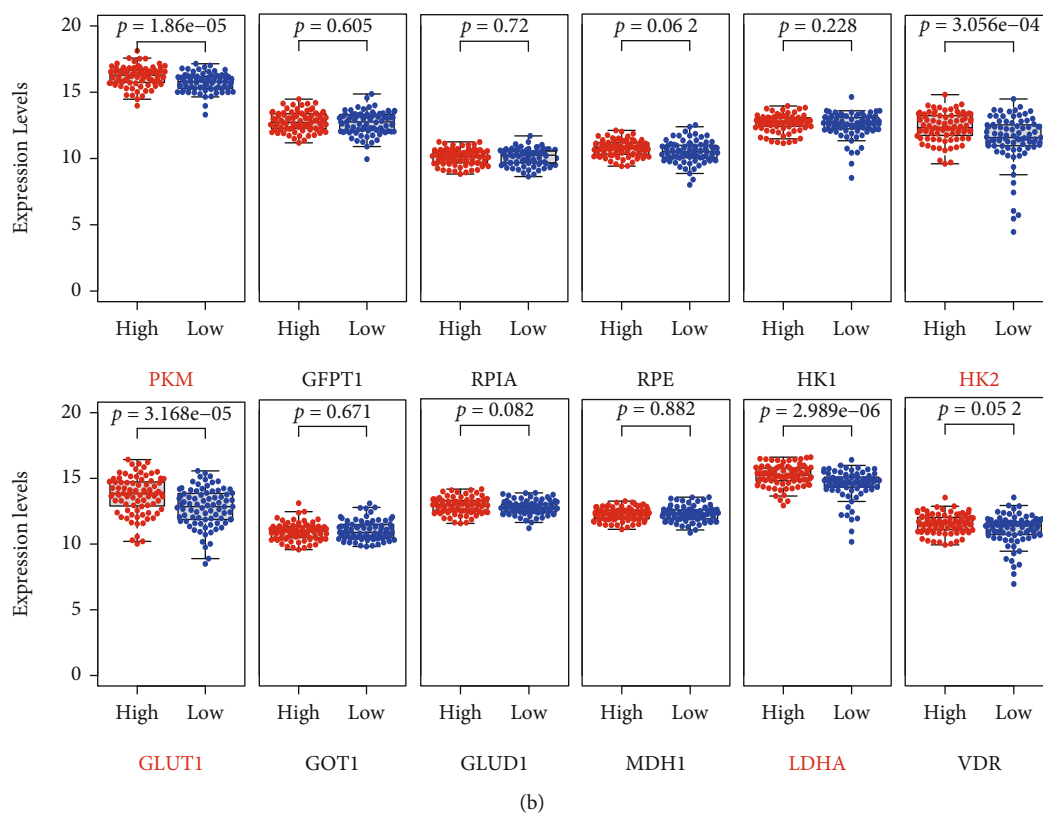 20
15
10
5
0
Expression Levels
p = 1.86e−05 p = 0.605 p = 0.72 p = 0.06 2 p = 0.228 p = 3.056e−04
High Low High Low High Low High Low High Low High Low
PKM GFPT1 RPIA RPE HK1 HK2
20
15
10
5
0
Expression levels
p = 3.168e−05 p = 0.671 p = 0.082 p = 0.882 p = 2.989e−06 p = 0.05 2
High Low High Low High Low High Low High Low High Low
GLUT1 GOT1 GLUD1 MDH1 LDHA VDR
(b)